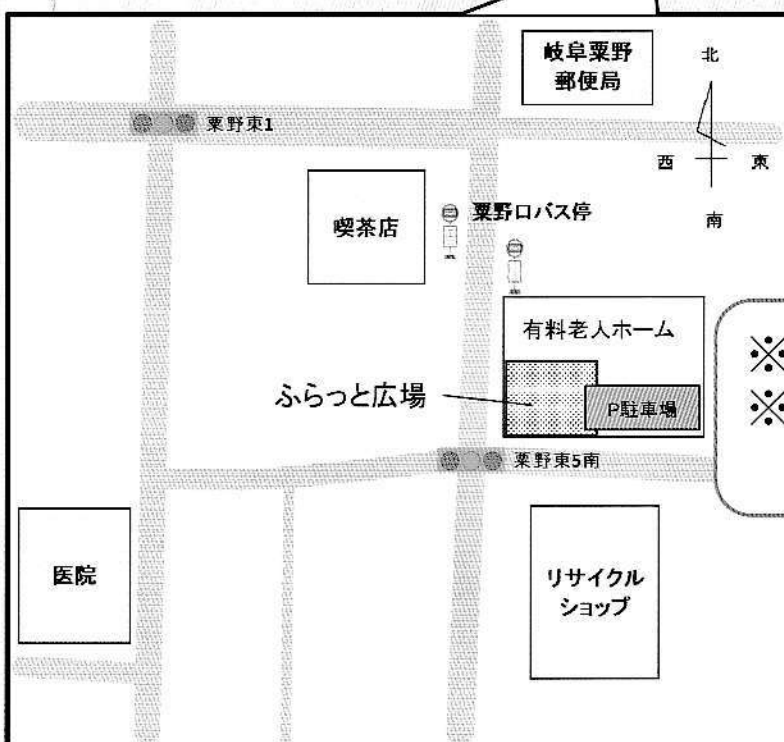 岐阜粟野
郵便局
北
粟野東1
西
東
南
喫茶店
粟野口バス停
有料老人ホーム
ふらっと広場
P駐車場
粟野東5南
医院
リサイクル
ショップ
※
※